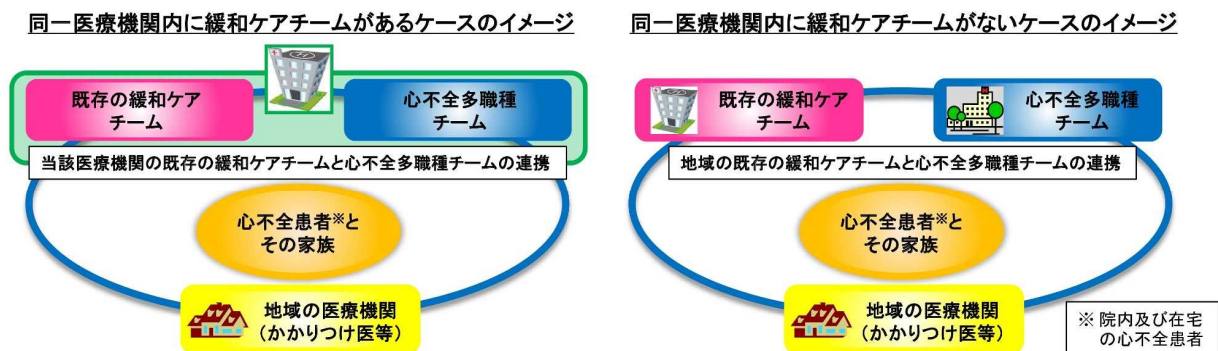 同一医療機関内に緩和ケアチームがあるケースのイメージ
既存の緩和ケア
チーム
心不全多職種
チーム
当該医療機関の既存の緩和ケアチームと心不全多職種チームの連携
心不全患者※と
その家族
地域の医療機関
(かかりつけ医等)
同一医療機関内に緩和ケアチームがないケースのイメージ
既存の緩和ケア
チーム
心不全多職種
チーム
地域の既存の緩和ケアチームと心不全多職種チームの連携
心不全患者※と
その家族
地域の医療機関
(かかりつけ医等)
※ 院内及び在宅
の心不全患者